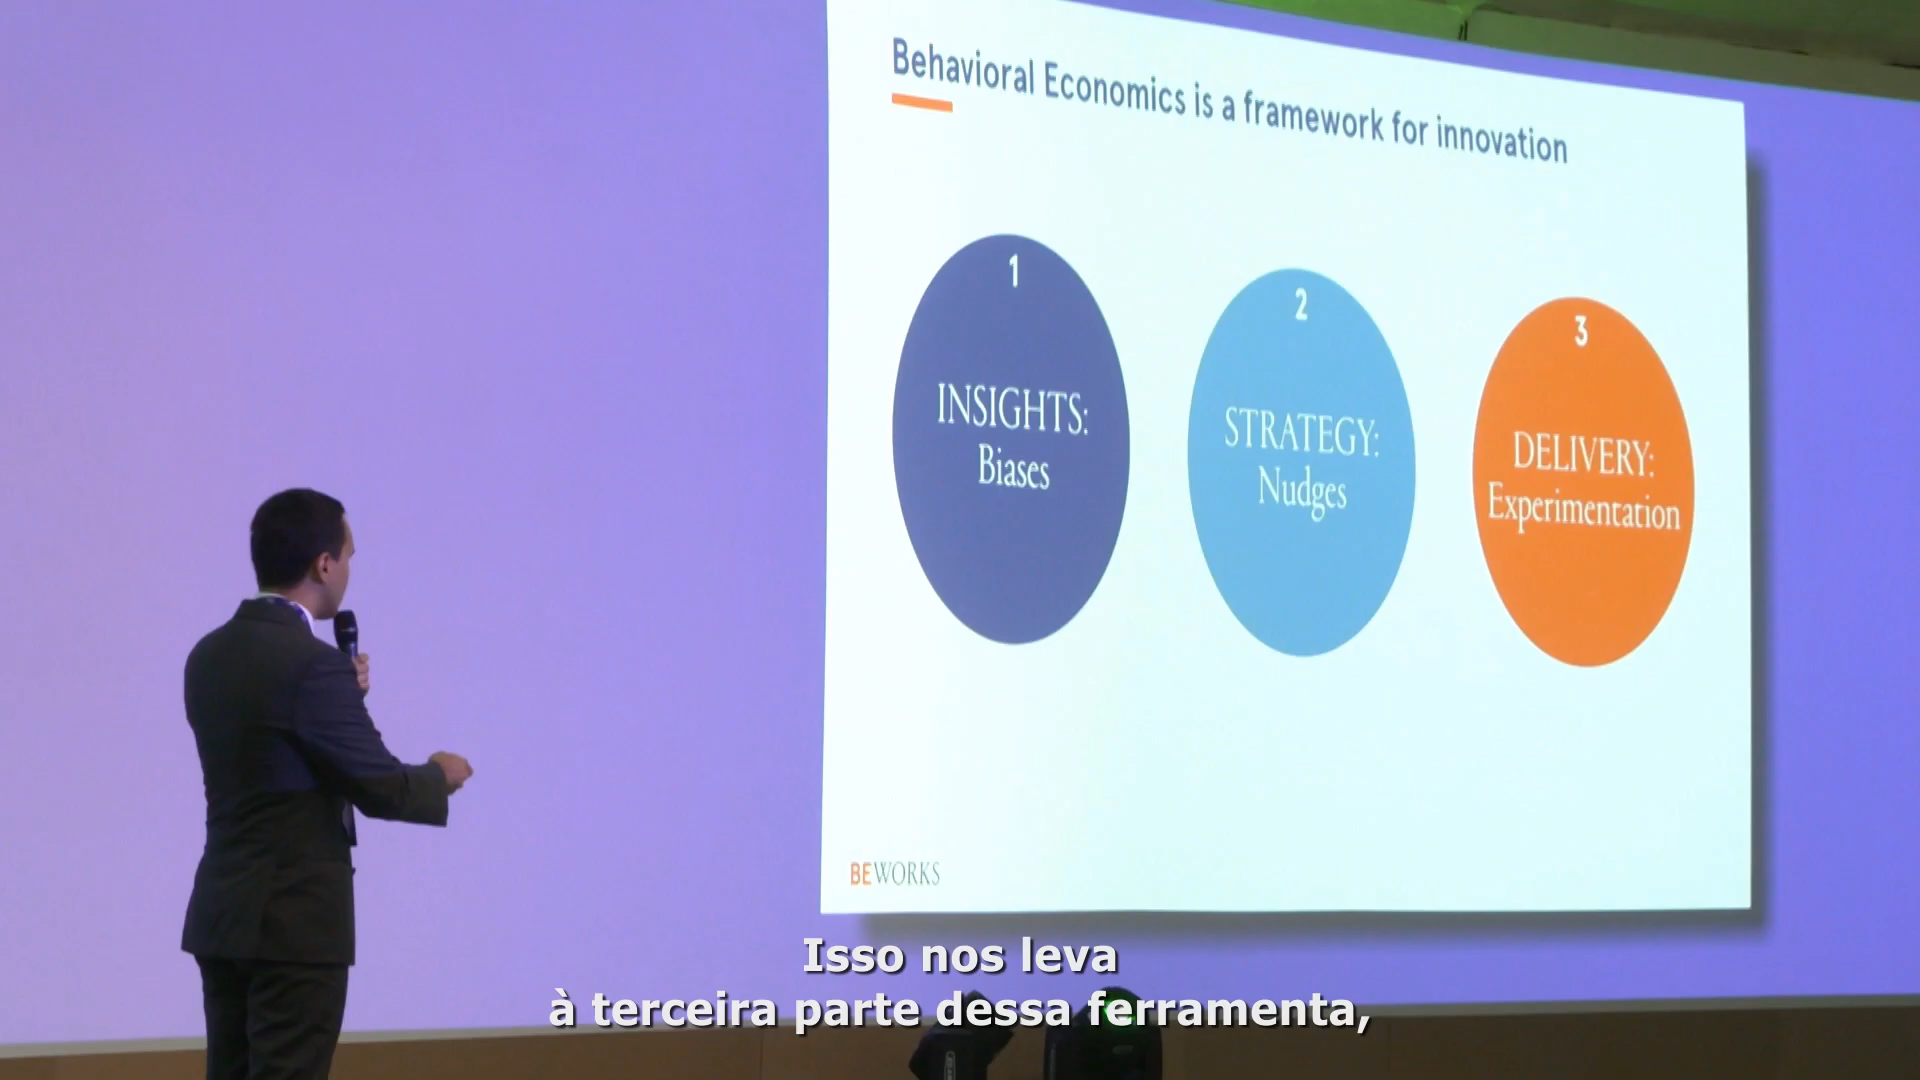 Behavioral Economics is a framework for innovation
1
INSIGHTS:
Biases
2
STRATEGY:
Nudges
3
DELIVERY:
Experimentation
BEWORKS
Isso nos leva
à terceira parte dessa ferramenta,